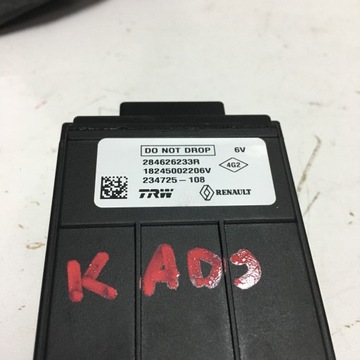 DO NOT DROP 6V
284626233R 4G2
18245002206V
234725-108
TRW RENAULT
KADJ